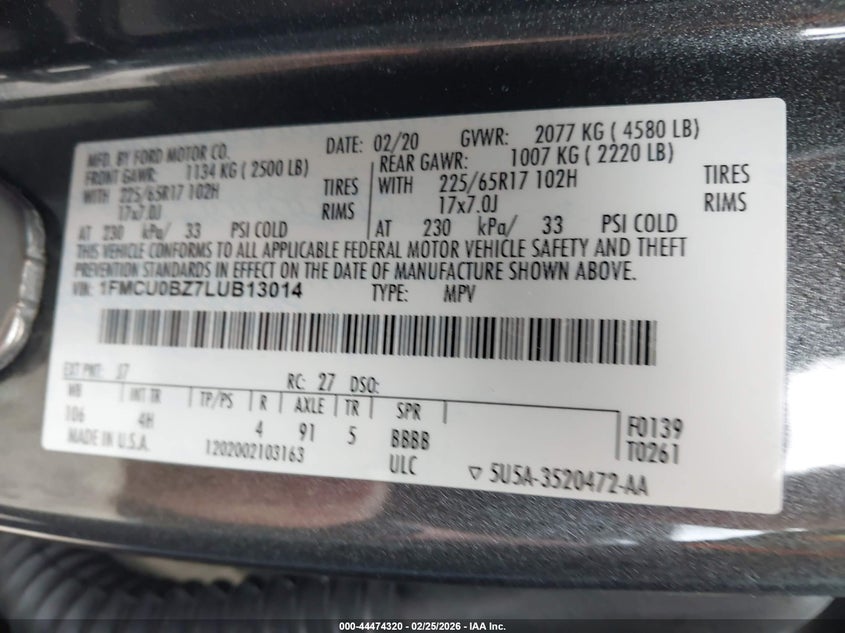 MFD. BY FORD MOTOR CO. DATE: 02/20 GVWR: 2077 KG ( 4580 LB)
FRONT GAWR: 1134 KG ( 2500 LB) REAR GAWR: 1007 KG ( 2220 LB)
WITH 225/65R17 102H TIRES WITH 225/65R17 102H TIRES
17x7.0J RIMS 17x7.0J RIMS
AT 230 kPa/ 33 PSI COLD AT 230 kPa/ 33 PSI COLD
THIS VEHICLE CONFORMS TO ALL APPLICABLE FEDERAL MOTOR VEHICLE SAFETY AND THEFT
PREVENTION STANDARDS IN EFFECT ON THE DATE OF MANUFACTURE SHOWN ABOVE.
VIN: 1FMCU0BZ7LUB13014 TYPE: MPV
EXT PNT: J7 RC: 27 DSO:
WB INT TR TP/PS R AXLE TR SPR
106 4H 4 91 5 BBBB F0139
MADE IN U.S.A. 1202002103163 ULC T0261
5U5A-3520472-AA
000-44474320 | 02/25/2026 - IAA Inc.